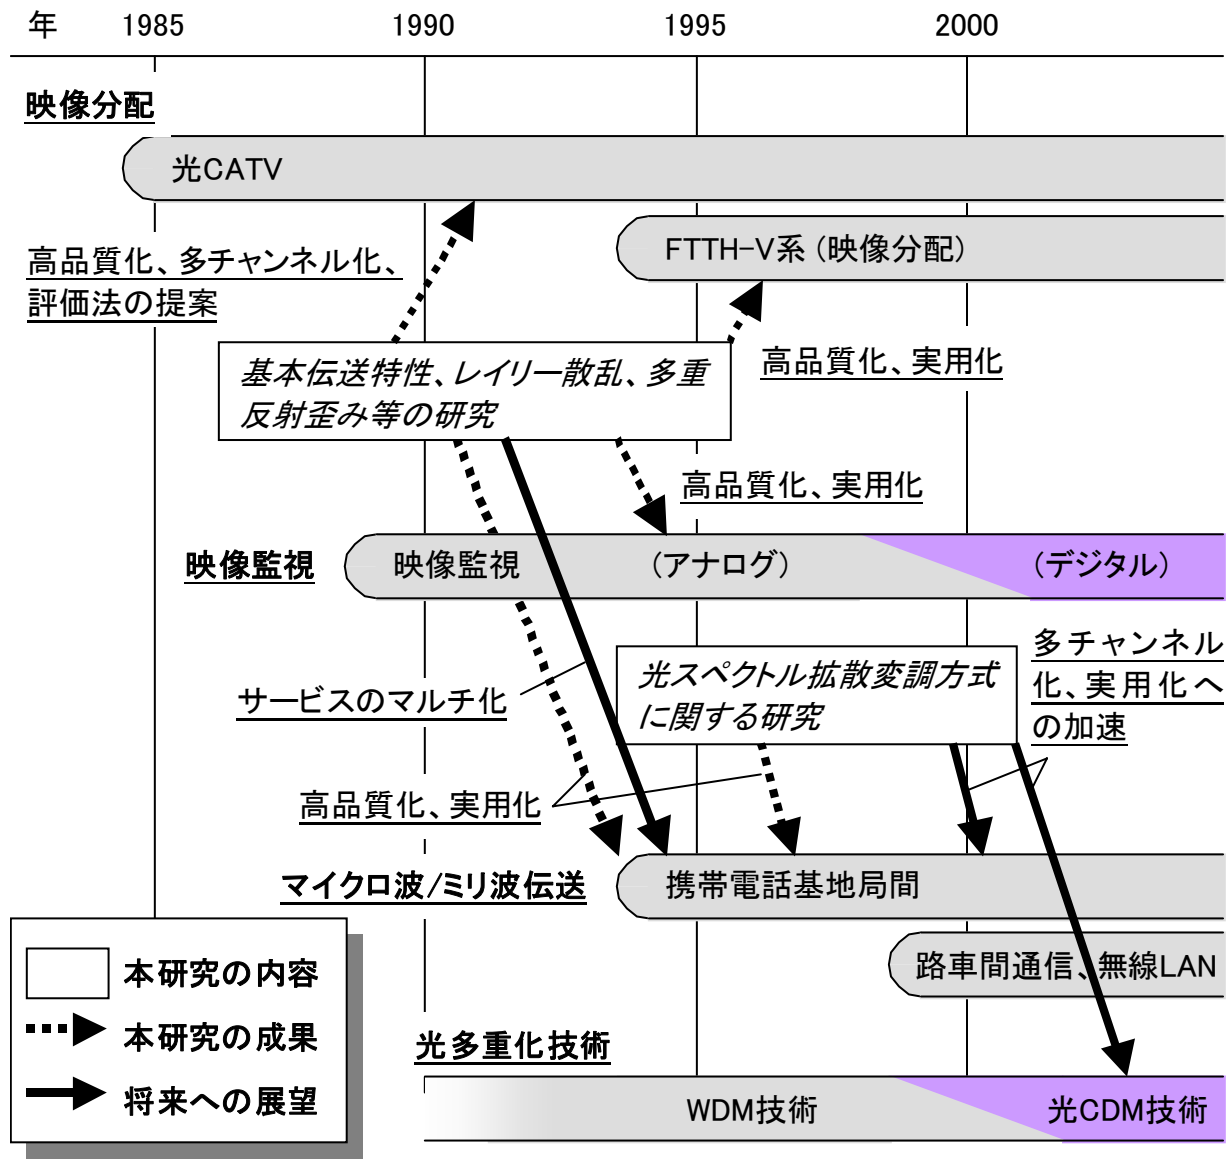 年 1985 1990 1995 2000
映像分配
光CATV
FTTH-V系 (映像分配)
高品質化、多チャンネル化、
評価法の提案
基本伝送特性、レイリー散乱、多重
反射歪み等の研究
高品質化、実用化
高品質化、実用化
映像監視
映像監視 (アナログ) (デジタル)
多チャンネル
化、実用化へ
の加速
光スペクトル拡散変調方式
に関する研究
サービスのマルチ化
高品質化、実用化
マイクロ波/ミリ波伝送
携帯電話基地局間
路車間通信、無線LAN
本研究の内容
本研究の成果
将来への展望
光多重化技術
WDM技術 光CDM技術